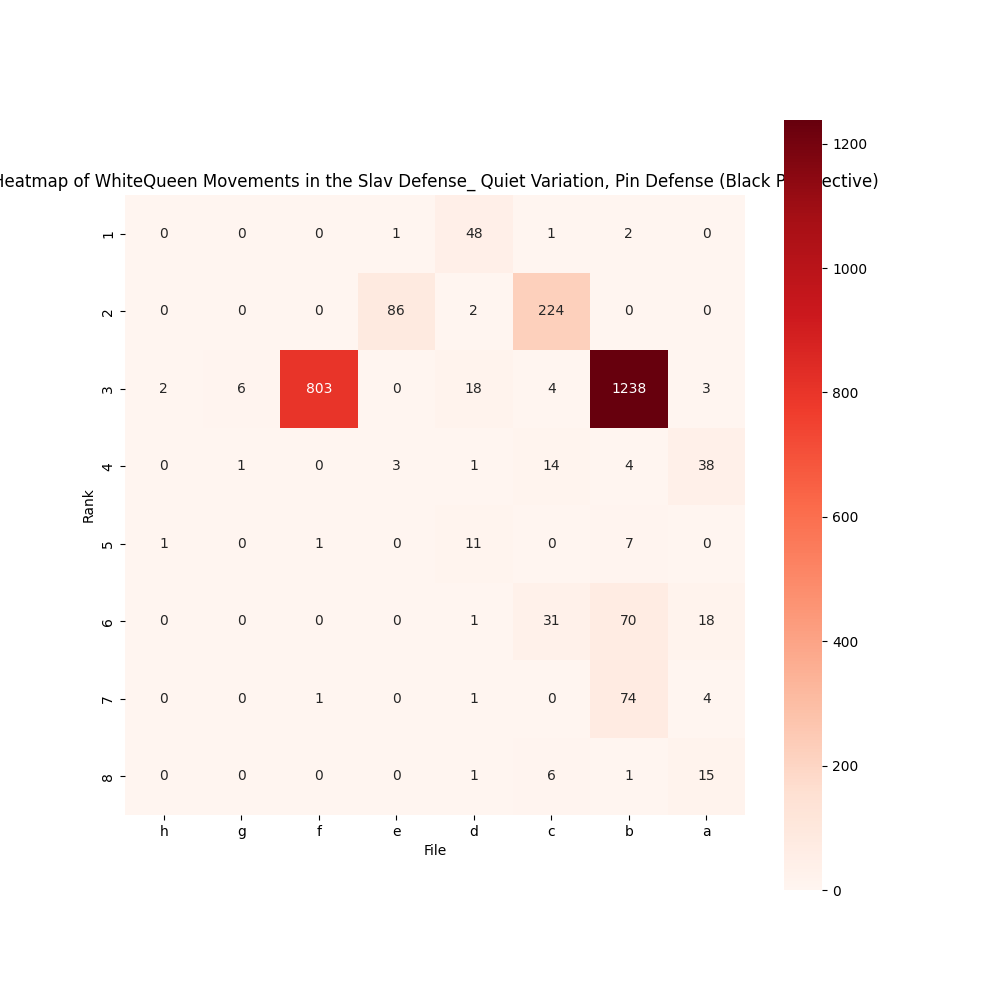 Heatmap of WhiteQueen Movements in the Slav Defense_ Quiet Variation, Pin Defense (Black P ective)
1200
1000
800
600
400
200
0
Rank
1 0 0 0 1 48 1 2 0
2 0 0 0 86 2 224 0 0
3 2 6 803 0 18 4 1238 3
4 0 1 0 3 1 14 4 38
5 1 0 1 0 11 0 7 0
6 0 0 0 0 1 31 70 18
7 0 0 1 0 1 0 74 4
8 0 0 0 0 1 6 1 15
h g f e d c b a
File